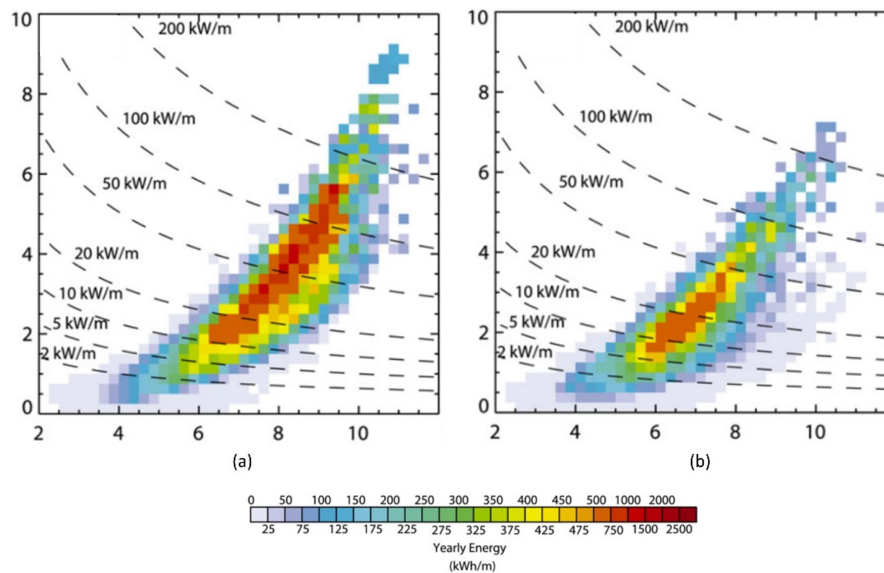 10
200 kW/m
8
100 kW/m
6
50 kW/m
4
20 kW/m
10 kW/m
2
5 kW/m
2 kW/m
0
2 4 6 8 10
(a)
10
200 kW/m
8
100 kW/m
6
50 kW/m
4
20 kW/m
10 kW/m
2
5 kW/m
2 kW/m
0
2 4 6 8 10
(b)
0 50 100 150 200 250 300 350 400 450 500 1000 2000
25 75 125 175 225 275 325 375 425 475 750 1500 2500
Yearly Energy
(kWh/m)